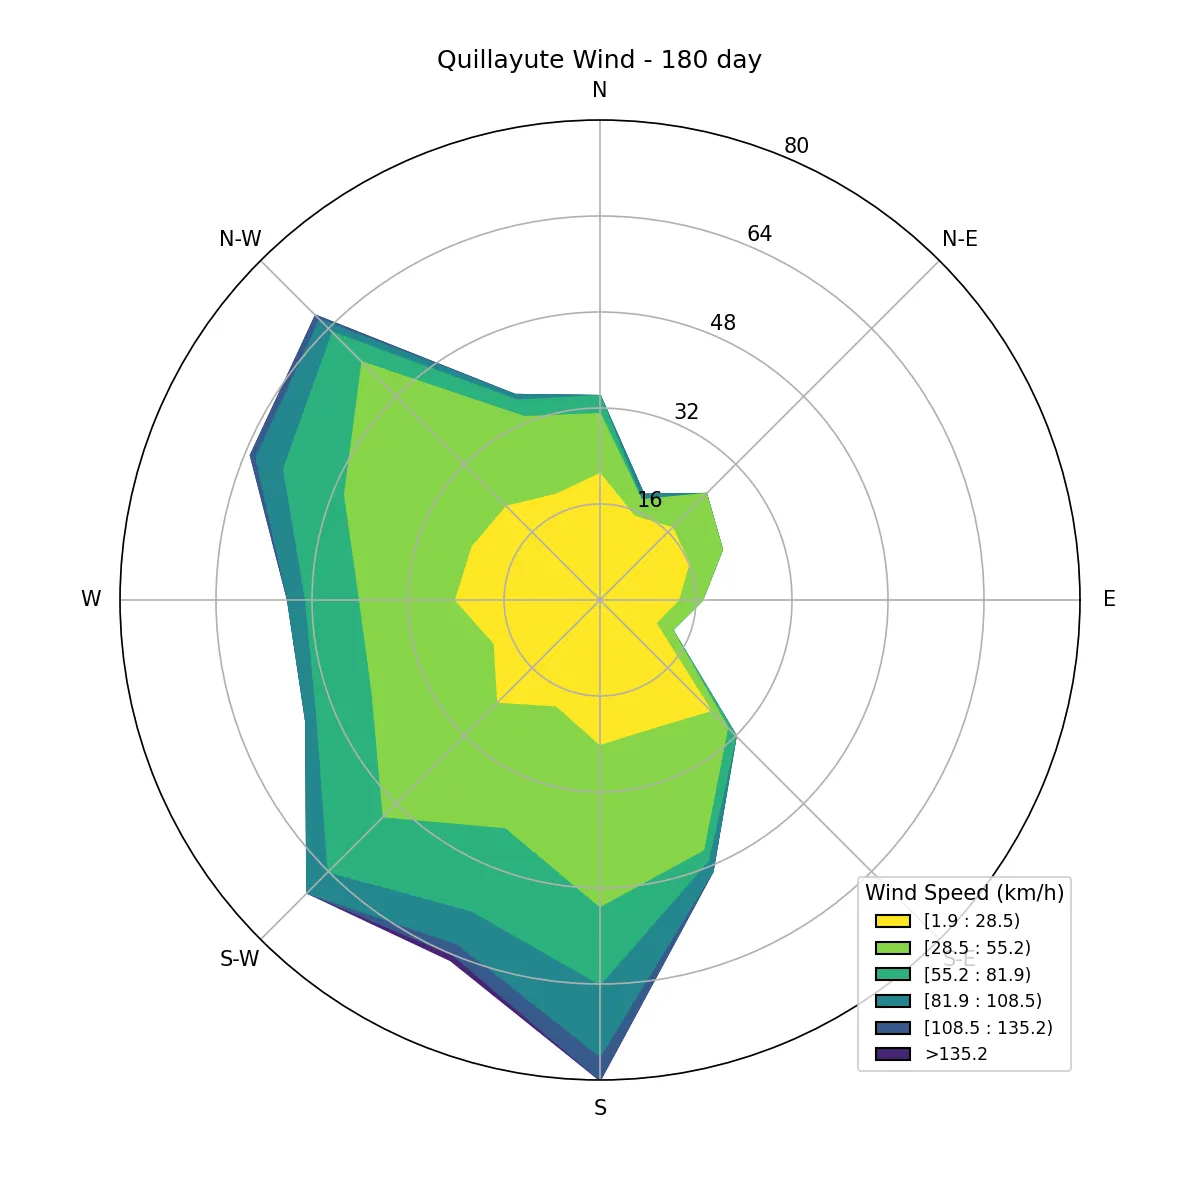 Quillayute Wind - 180 day
N
80
64
N-W
N-E
48
32
16
W
E
Wind Speed (km/h)
[1.9 : 28.5)
[28.5 : 55.2)
[55.2 : 81.9)
[81.9 : 108.5)
[108.5 : 135.2)
>135.2
S-W
S-E
S